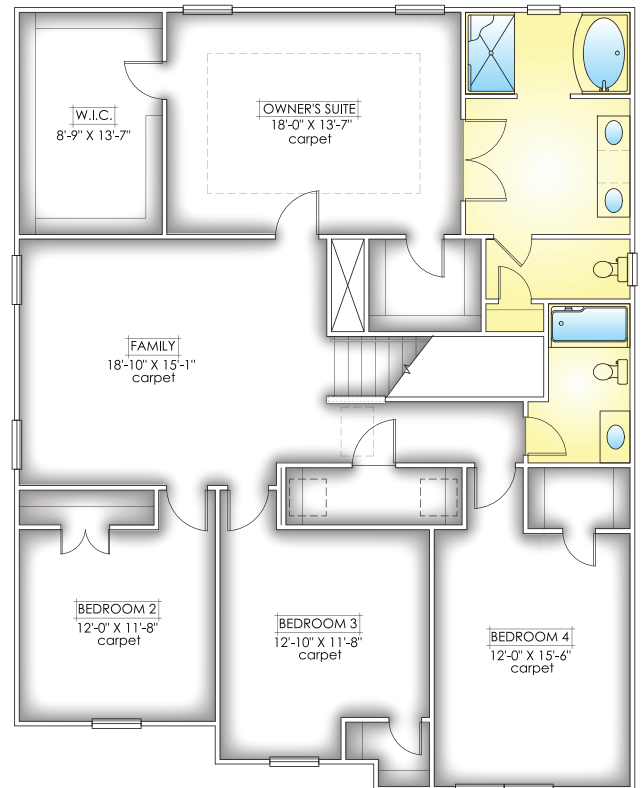 W.I.C.
8'-9" X 13'-7"
OWNER'S SUITE
18'-0" X 13'-7"
carpet
FAMILY
18'-10" X 15'-1"
carpet
BEDROOM 2
12'-0" X 11'-8"
carpet
BEDROOM 3
12'-10" X 11'-8"
carpet
BEDROOM 4
12'-0" X 15'-6"
carpet